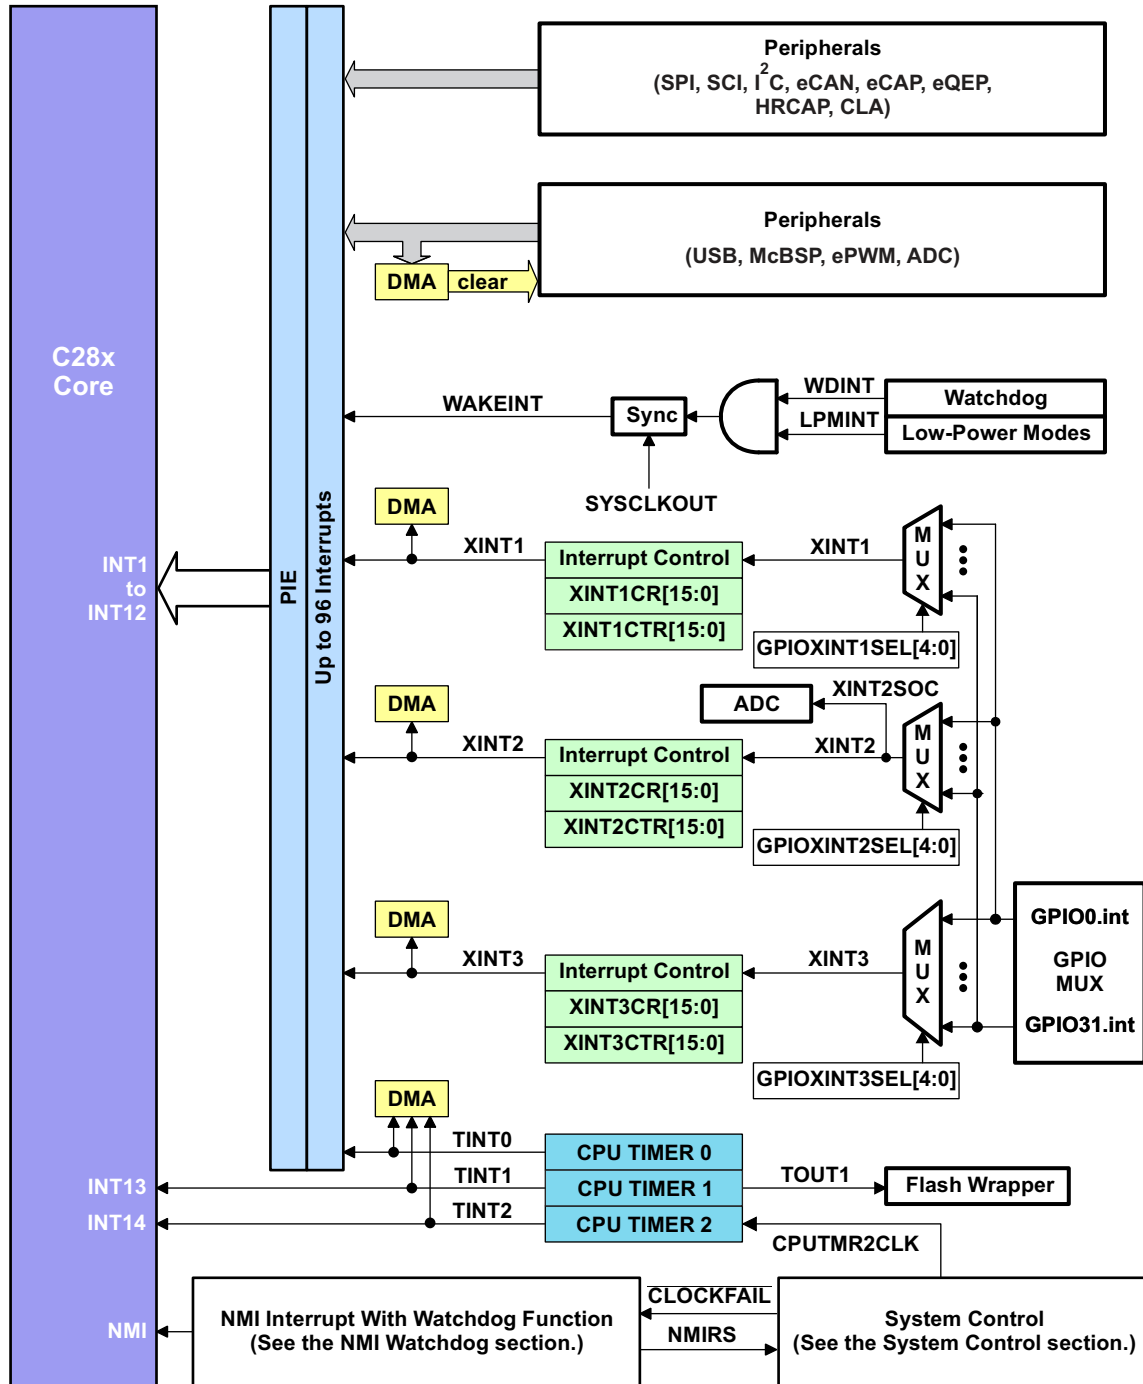 Peripherals
(SPI, SCI, I²C, eCAN, eCAP, eQEP,
HRCAP, CLA)
Peripherals
(USB, McBSP, ePWM, ADC)
DMA
clear
C28x
Core
WDINT
Watchdog
WAKEINT
Sync
LPMINT
Low-Power Modes
SYSCLKOUT
DMA
XINT1
Interrupt Control
XINT1
MUX
INT1
to
INT12
PIE
Up to 96 Interrupts
XINT1CR[15:0]
XINT1CTR[15:0]
GPIOXINT1SEL[4:0]
DMA
ADC
XINT2SOC
XINT2
Interrupt Control
XINT2
MUX
XINT2CR[15:0]
XINT2CTR[15:0]
GPIOXINT2SEL[4:0]
DMA
XINT3
Interrupt Control
XINT3
MUX
GPIO0.int
GPIO
MUX
GPIO31.int
XINT3CR[15:0]
XINT3CTR[15:0]
GPIOXINT3SEL[4:0]
DMA
TINT0
CPU TIMER 0
INT13
TINT1
CPU TIMER 1
TOUT1
Flash Wrapper
INT14
TINT2
CPU TIMER 2
CPUTMR2CLK
NMI
NMI Interrupt With Watchdog Function
(See the NMI Watchdog section.)
CLOCKFAIL
NMIRS
System Control
(See the System Control section.)